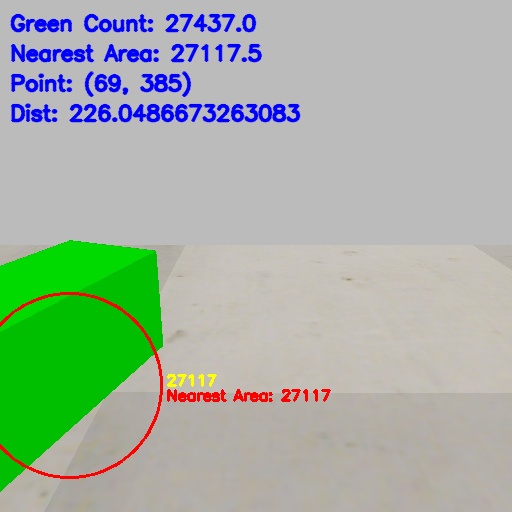 Green Count: 27437.0
Nearest Area: 27117.5
Point: (69, 385)
Dist: 226.0486673263083
27117
Nearest Area: 27117